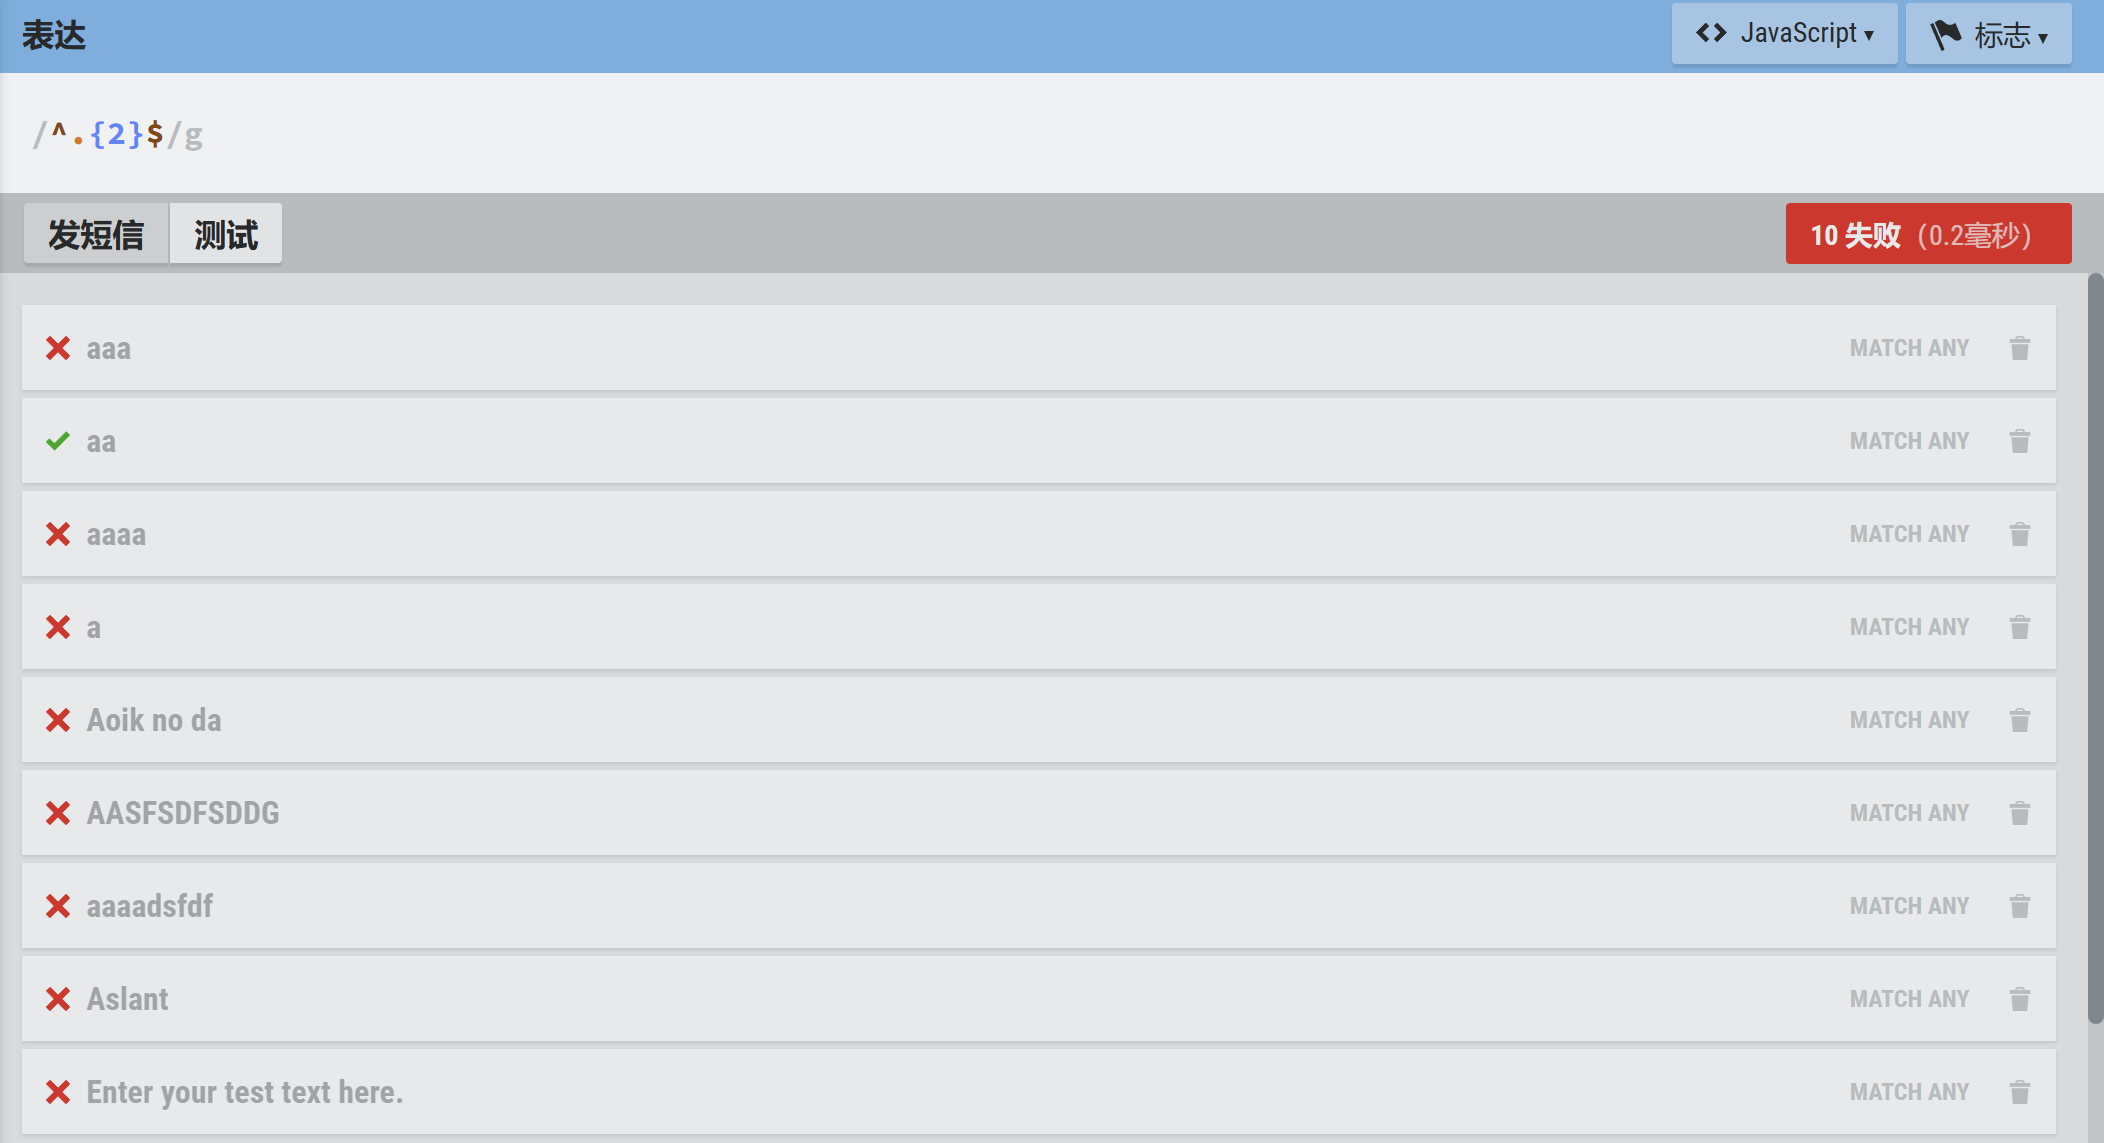 表达
<> JavaScript ▾
标志 ▾
/^.{2}$/g
发短信
测试
10 失败 (0.2毫秒)
aaa MATCH ANY
aa MATCH ANY
aaaa MATCH ANY
a MATCH ANY
Aoik no da MATCH ANY
AASFSDFSDDG MATCH ANY
aaaadsfdf MATCH ANY
Aslant MATCH ANY
Enter your test text here. MATCH ANY